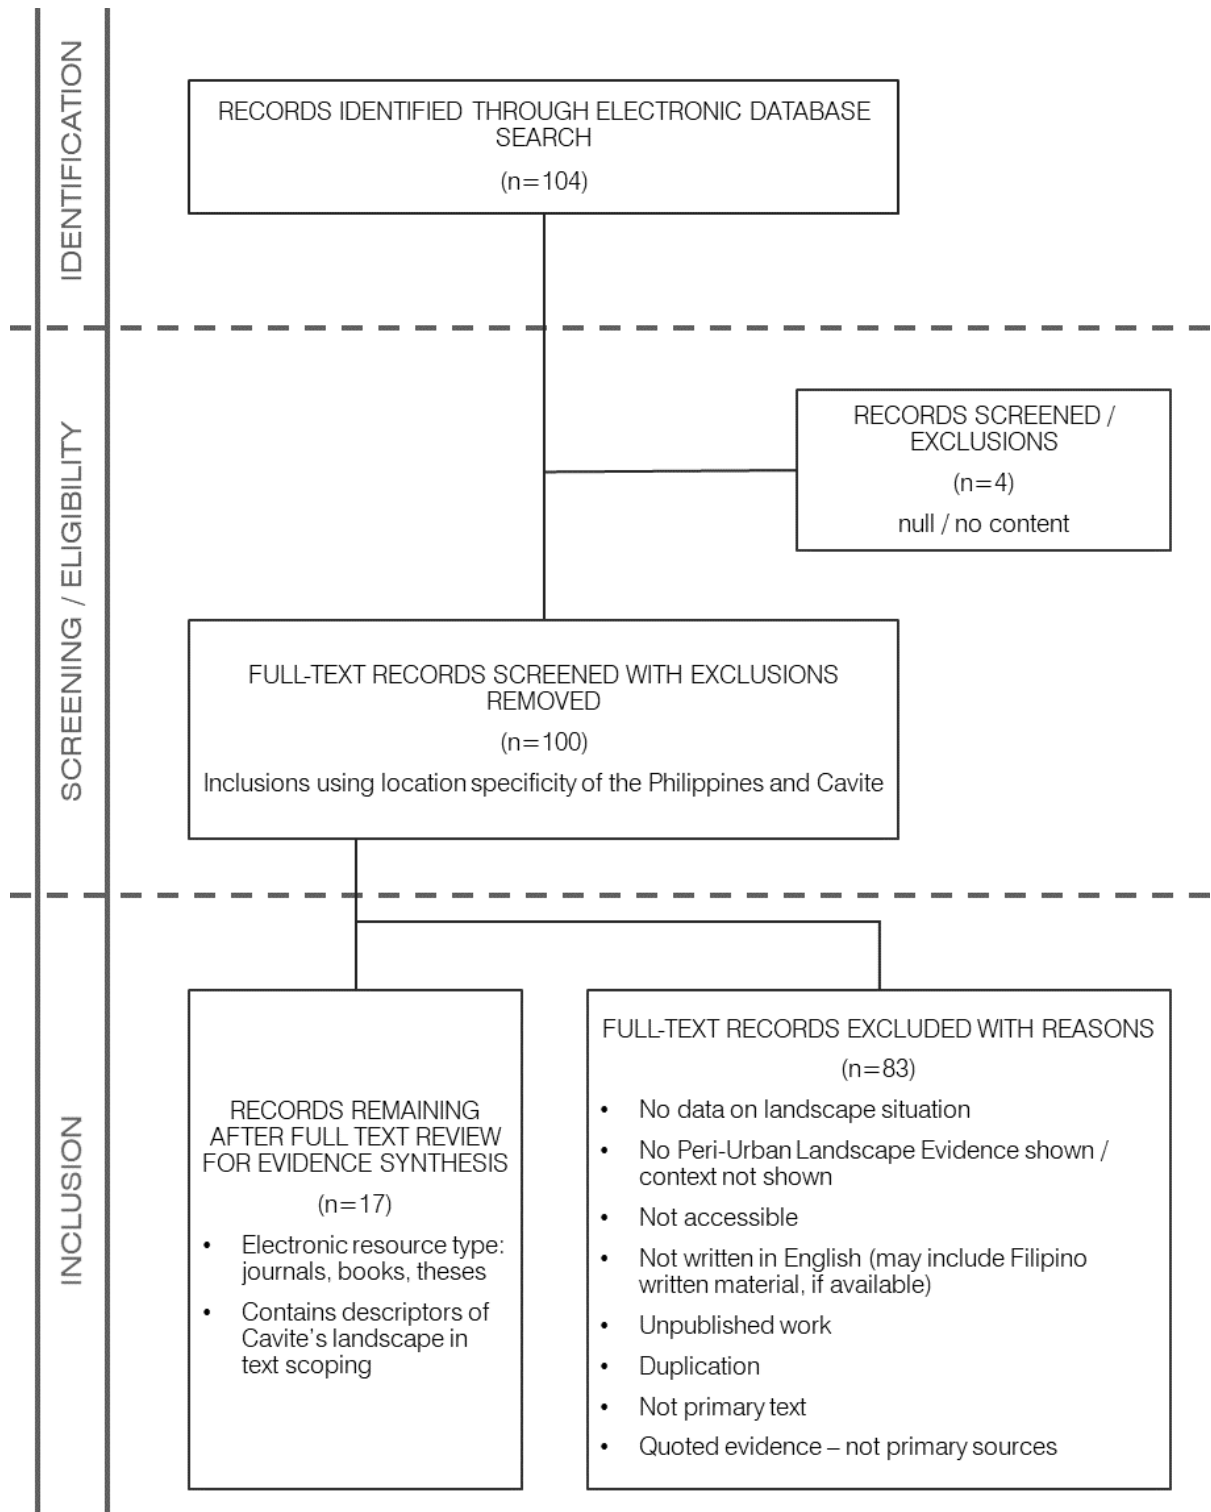 IDENTIFICATION
RECORDS IDENTIFIED THROUGH ELECTRONIC DATABASE
SEARCH
(n=104)
SCREENING / ELIGIBILITY
RECORDS SCREENED /
EXCLUSIONS
(n=4)
null / no content
FULL-TEXT RECORDS SCREENED WITH EXCLUSIONS
REMOVED
(n=100)
Inclusions using location specificity of the Philippines and Cavite
INCLUSION
RECORDS REMAINING
AFTER FULL TEXT REVIEW
FOR EVIDENCE SYNTHESIS
(n=17)
• Electronic resource type:
journals, books, theses
• Contains descriptors of
Cavite's landscape in
text scoping
FULL-TEXT RECORDS EXCLUDED WITH REASONS
(n=83)
• No data on landscape situation
• No Peri-Urban Landscape Evidence shown /
context not shown
• Not accessible
• Not written in English (may include Filipino
written material, if available)
• Unpublished work
• Duplication
• Not primary text
• Quoted evidence – not primary sources